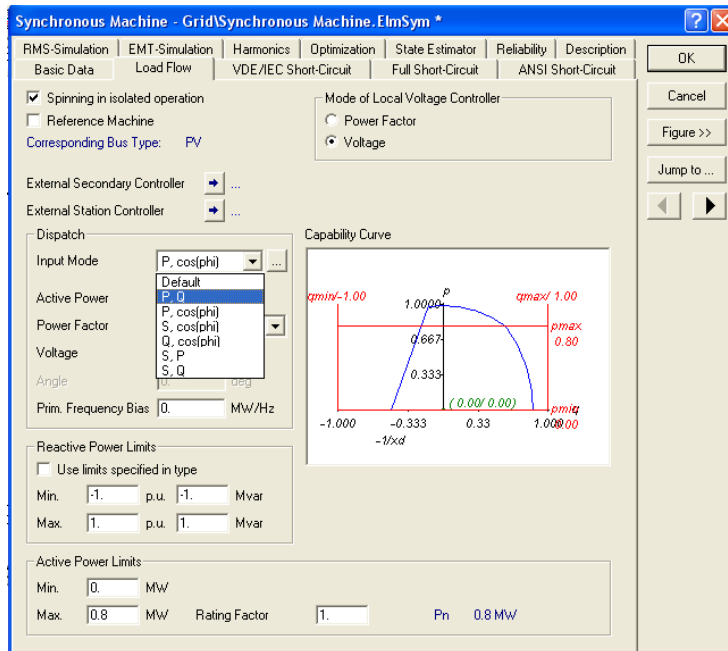 Synchronous Machine - Grid\Synchronous Machine.ElmSym *
RMS-Simulation EMT-Simulation Harmonics Optimization State Estimator Reliability Description
Basic Data Load Flow VDE/IEC Short-Circuit Full Short-Circuit ANSI Short-Circuit
OK
Cancel
Figure >>
Jump to ...
Spinning in isolated operation
Reference Machine
Corresponding Bus Type: PV
Mode of Local Voltage Controller
Power Factor
Voltage
External Secondary Controller ...
External Station Controller ...
Dispatch
Input Mode P, cos(phi) ...
Default
P, Q
P, cos(phi)
S, cos(phi)
Q, cos(phi)
S, P
S, Q
Active Power
Power Factor
Voltage
Angle 0. deg
Prim. Frequency Bias 0. MW/Hz
Capability Curve
qmin/-1.00 p qmax/ 1.00
1.0000
pmax
0.80
0.667
0.333
( 0.00/ 0.00)
pmin q
0.00
-1.000 -0.333 0.33 1.000
-1/xd
Reactive Power Limits
Use limits specified in type
Min. -1. p.u. -1. Mvar
Max. 1. p.u. 1. Mvar
Active Power Limits
Min. 0. MW
Max. 0.8 MW Rating Factor 1. Pn 0.8 MW